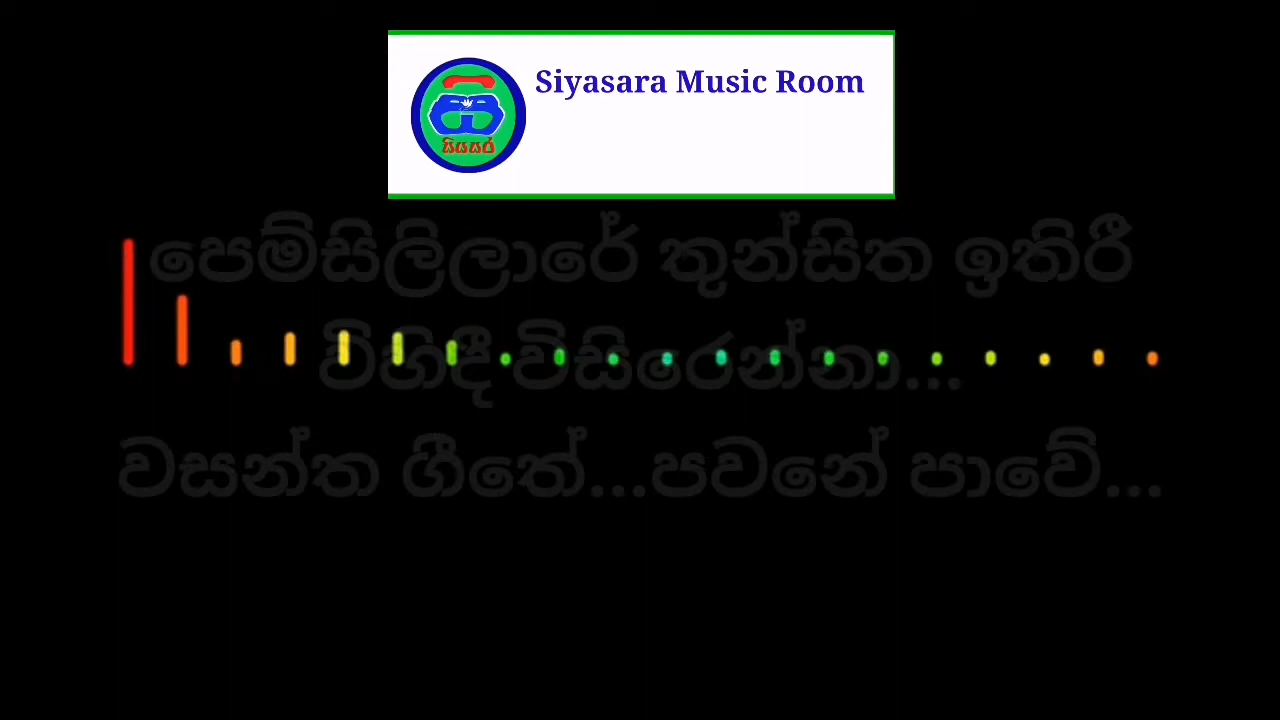 Siyasara Music Room
සියසර
පෙම්සිලිලාරේ තුන්සිත ඉතිරී
විහිදී විසිරෙන්නා...
වසන්ත ගීතේ...පවනේ පාවේ...